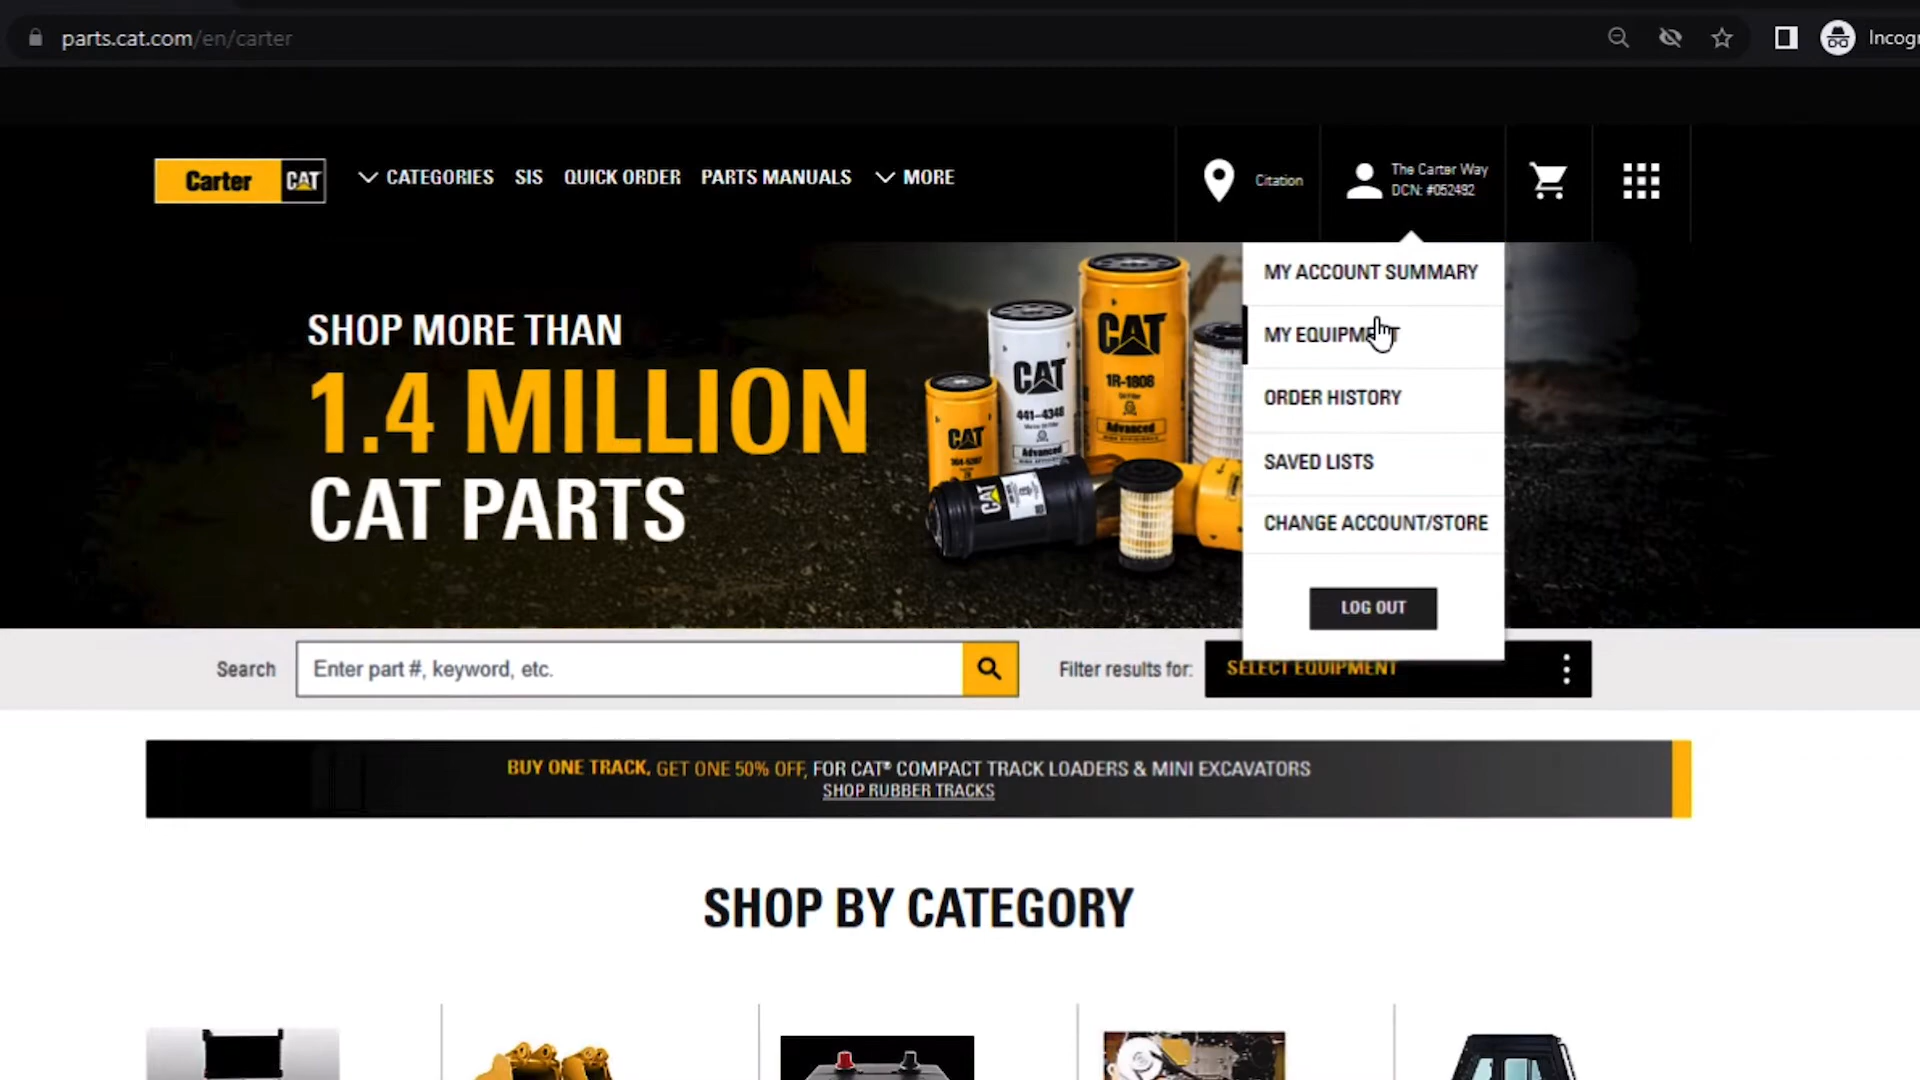 parts.cat.com/en/carter
Carter CAT
CATEGORIES
SIS
QUICK ORDER
PARTS MANUALS
MORE
Citation
The Carter Way
DCN: #052492
MY ACCOUNT SUMMARY
MY EQUIPMENT
ORDER HISTORY
SAVED LISTS
CHANGE ACCOUNT/STORE
LOG OUT
SHOP MORE THAN
1.4 MILLION
CAT PARTS
CAT
1R-1808
Advanced
CAT
441-4348
Advanced
CAT
CAT
Search
Enter part #, keyword, etc.
Filter results for:
SELECT EQUIPMENT
BUY ONE TRACK, GET ONE 50% OFF, FOR CAT® COMPACT TRACK LOADERS & MINI EXCAVATORS
SHOP RUBBER TRACKS
SHOP BY CATEGORY